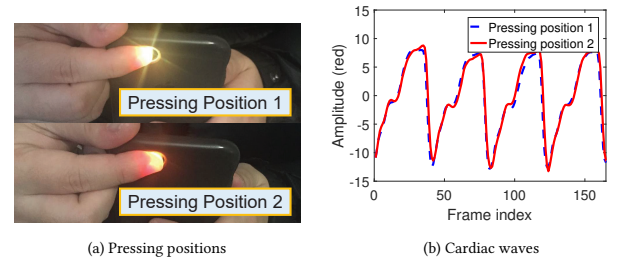 Pressing Position 1
Pressing Position 2
(a) Pressing positions
15
10
5
0
-5
-10
-15
Amplitude (red)
Pressing position 1
Pressing position 2
0
50
100
150
Frame index
(b) Cardiac waves